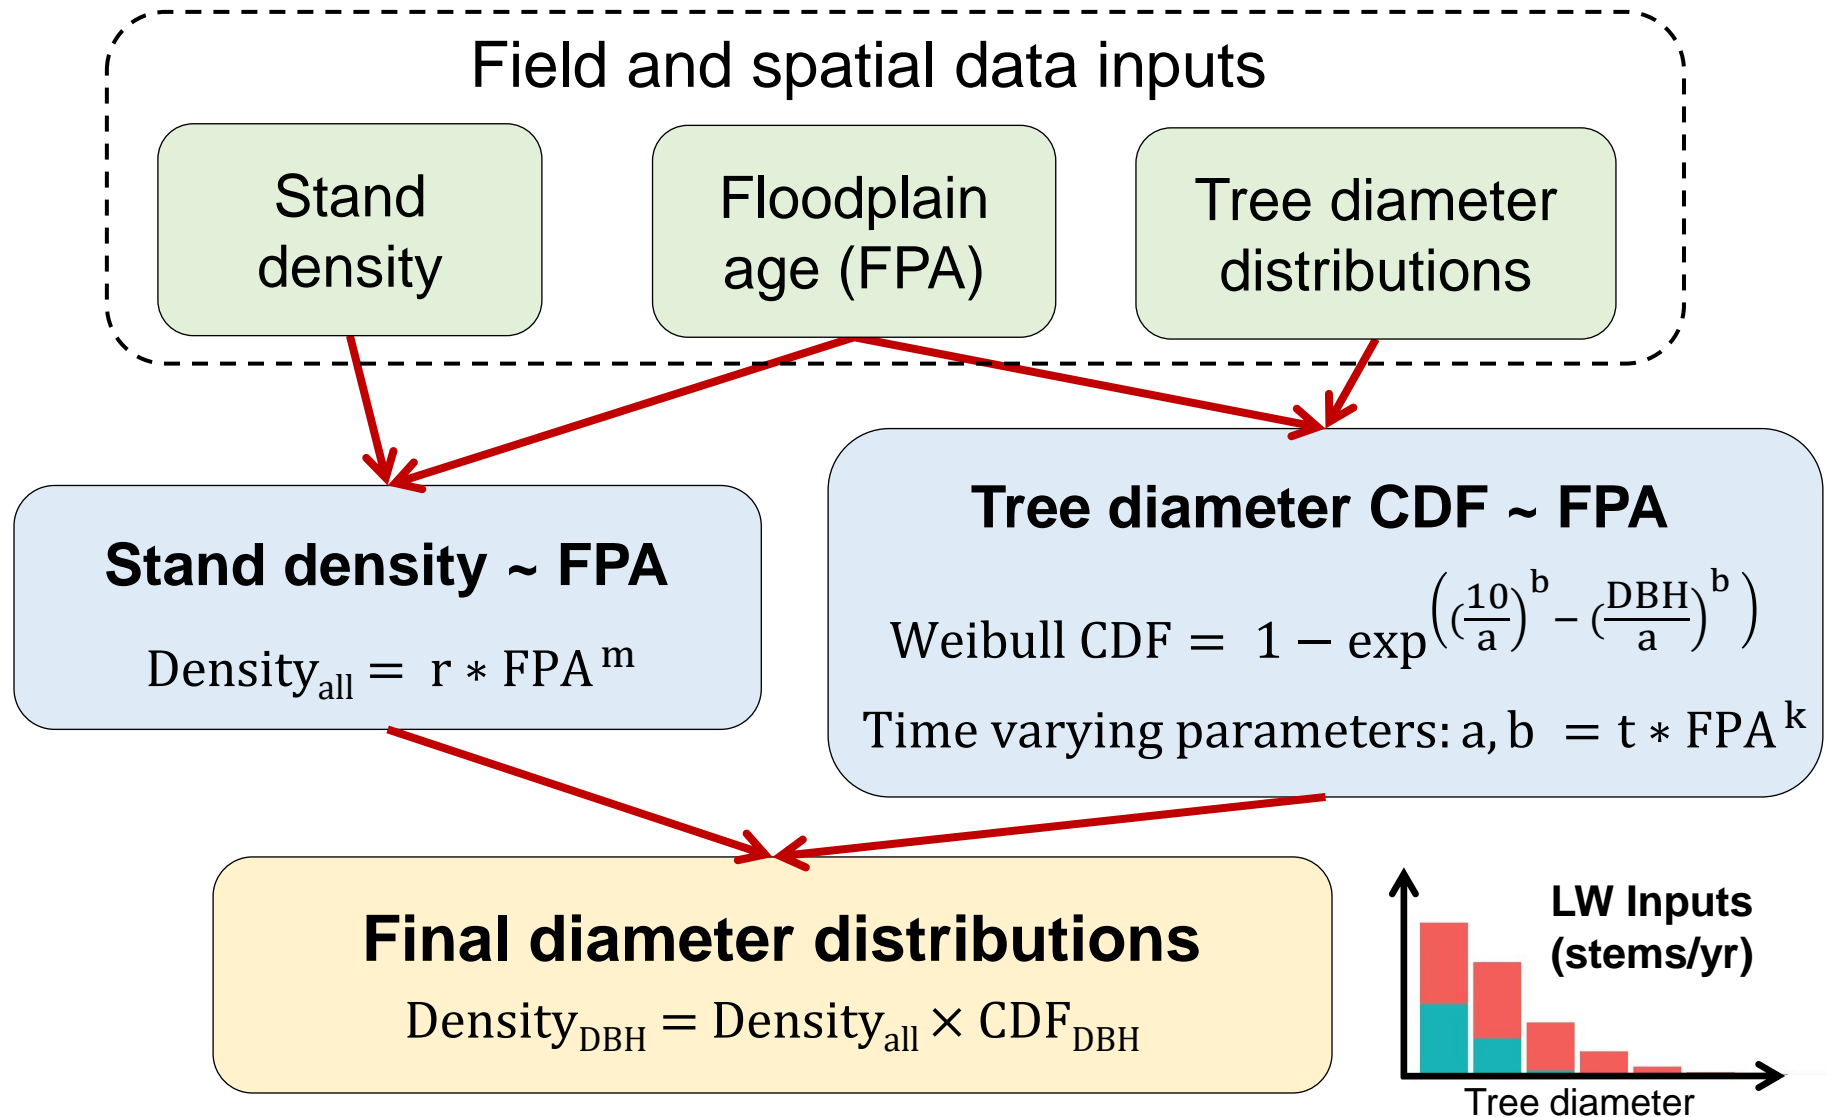 Field and spatial data inputs
Stand
density
Floodplain
age (FPA)
Tree diameter
distributions
Stand density ~ FPA
Density_all = r ∗ FPA^m
Tree diameter CDF ~ FPA
Weibull CDF = 1 − exp^(((10/a)^b − (DBH/a)^b))
Time varying parameters: a, b = t ∗ FPA^k
Final diameter distributions
Density_DBH = Density_all × CDF_DBH
LW Inputs
(stems/yr)
Tree diameter